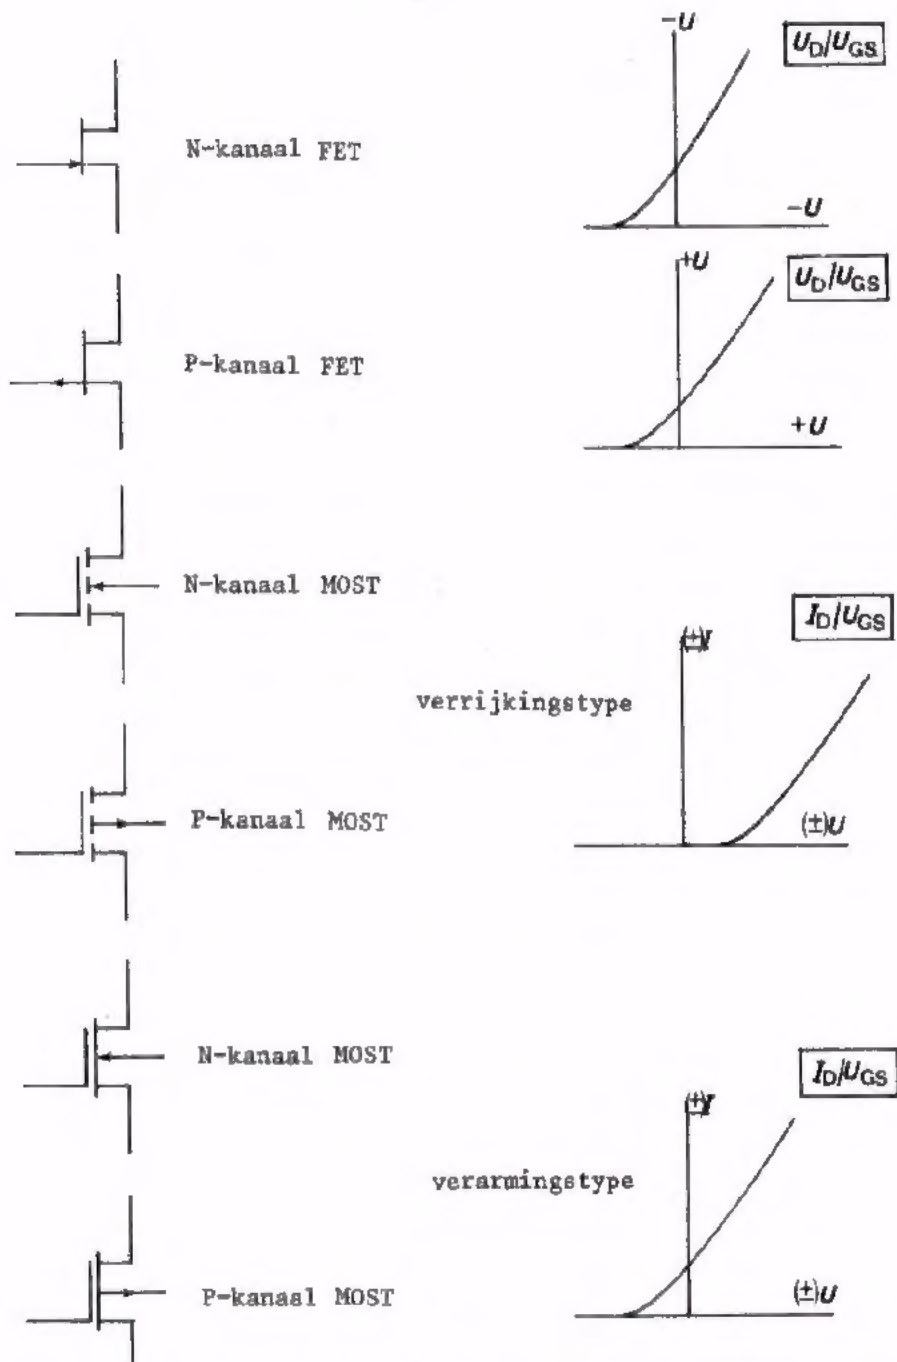 -U
U_D/U_GS
N-kanaal FET
-U
+U
U_D/U_GS
P-kanaal FET
+U
N-kanaal MOST
I_D/U_GS
(±)I
verrijkingstype
P-kanaal MOST
(±)U
N-kanaal MOST
I_D/U_GS
(±)I
verarmingstype
P-kanaal MOST
(±)U